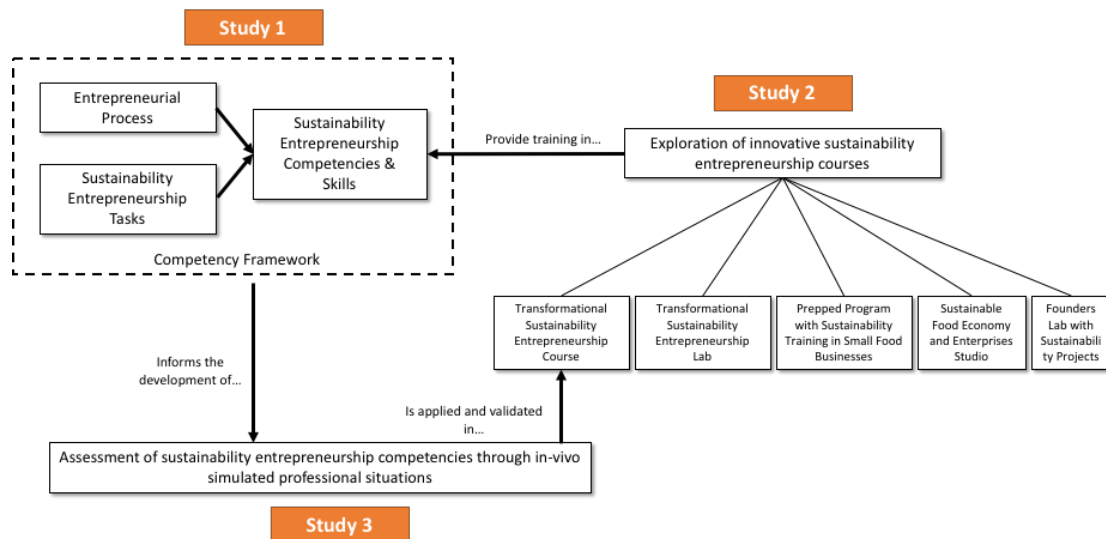 Study 1
Entrepreneurial
Process
Sustainability
Entrepreneurship
Tasks
Sustainability
Entrepreneurship
Competencies &
Skills
Competency Framework
Study 2
Provide training in...
Exploration of innovative sustainability
entrepreneurship courses
Transformational
Sustainability
Entrepreneurship
Course
Transformational
Sustainability
Entrepreneurship
Lab
Prepped Program
with Sustainability
Training in Small Food
Businesses
Sustainable
Food Economy
and Enterprises
Studio
Founders
Lab with
Sustainabili
ty Projects
Informs the
development of...
Is applied and validated
in...
Assessment of sustainability entrepreneurship competencies through in-vivo
simulated professional situations
Study 3